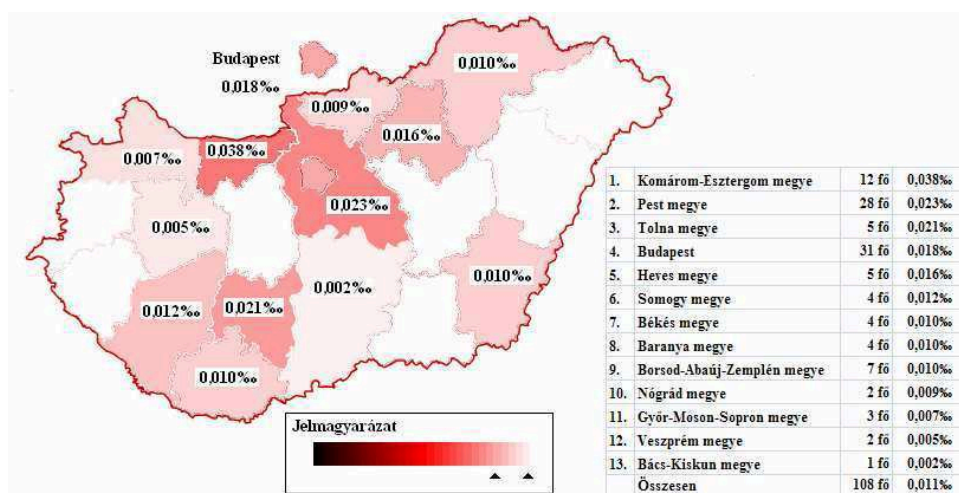 Budapest
0,018‰
0,010‰
0,009‰
0,016‰
0,007‰
0,038‰
0,023‰
0,005‰
0,010‰
0,002‰
0,012‰
0,021‰
0,010‰
Jelmagyarázat
1. Komárom-Esztergom megye 12 fő 0,038‰
2. Pest megye 28 fő 0,023‰
3. Tolna megye 5 fő 0,021‰
4. Budapest 31 fő 0,018‰
5. Heves megye 5 fő 0,016‰
6. Somogy megye 4 fő 0,012‰
7. Békés megye 4 fő 0,010‰
8. Baranya megye 4 fő 0,010‰
9. Borsod-Abaúj-Zemplén megye 7 fő 0,010‰
10. Nógrád megye 2 fő 0,009‰
11. Győr-Moson-Sopron megye 3 fő 0,007‰
12. Veszprém megye 2 fő 0,005‰
13. Bács-Kiskun megye 1 fő 0,002‰
Összesen 108 fő 0,011‰